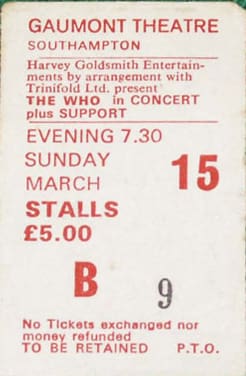 GAUMONT THEATRE
SOUTHAMPTON
Harvey Goldsmith Entertain-
ments by arrangement with
Trinifold Ltd. present
THE WHO in CONCERT
plus SUPPORT
EVENING 7.30
SUNDAY
MARCH 15
STALLS
£5.00
B 9
No Tickets exchanged nor
money refunded
TO BE RETAINED P.T.O.